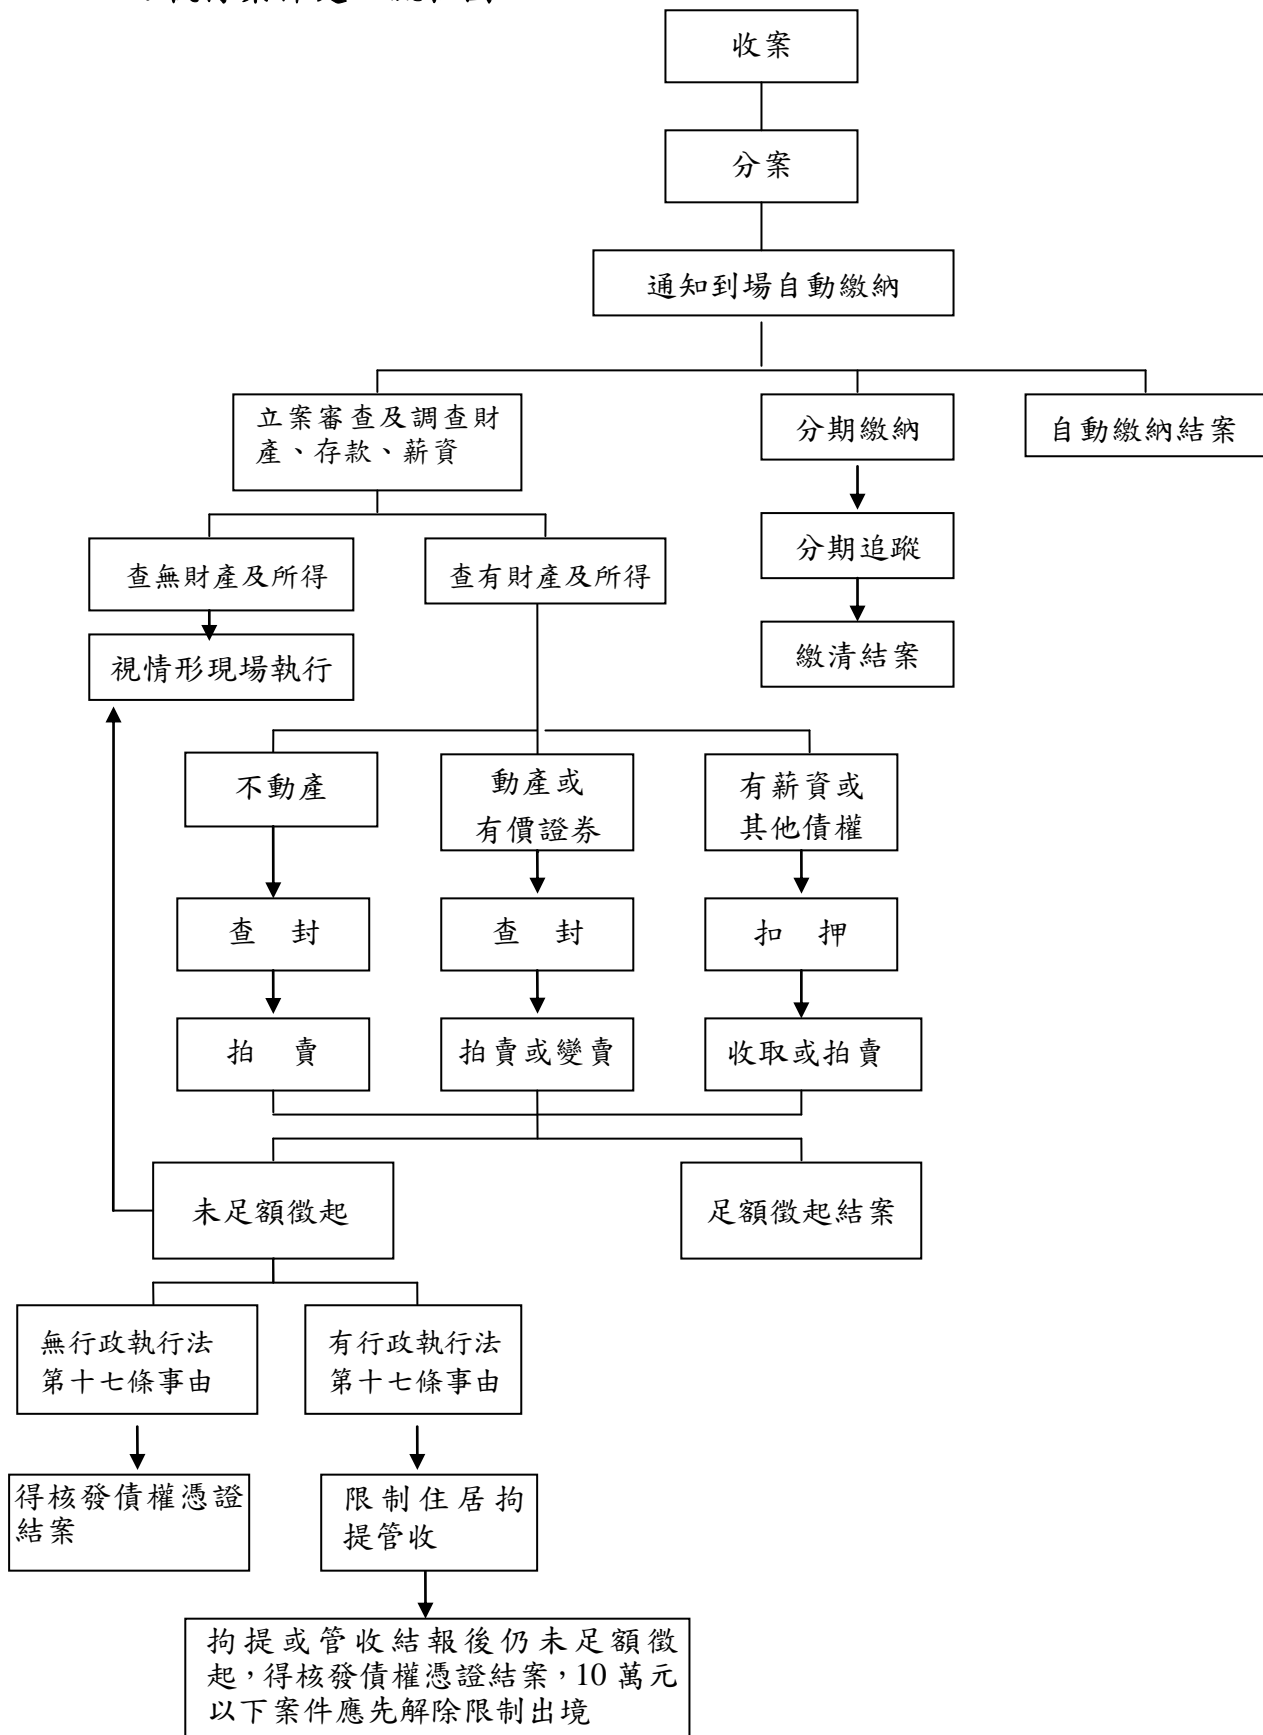 收案
分案
通知到場自動繳納
立案審查及調查財
產、存款、薪資
分期繳納
自動繳納結案
分期追蹤
查無財產及所得
查有財產及所得
視情形現場執行
繳清結案
不動產
動產或
有價證券
有薪資或
其他債權
查 封
查 封
扣 押
拍 賣
拍賣或變賣
收取或拍賣
未足額徵起
足額徵起結案
無行政執行法
第十七條事由
有行政執行法
第十七條事由
得核發債權憑證
結案
限制住居拘
提管收
拘提或管收結報後仍未足額徵
起，得核發債權憑證結案，10 萬元
以下案件應先解除限制出境